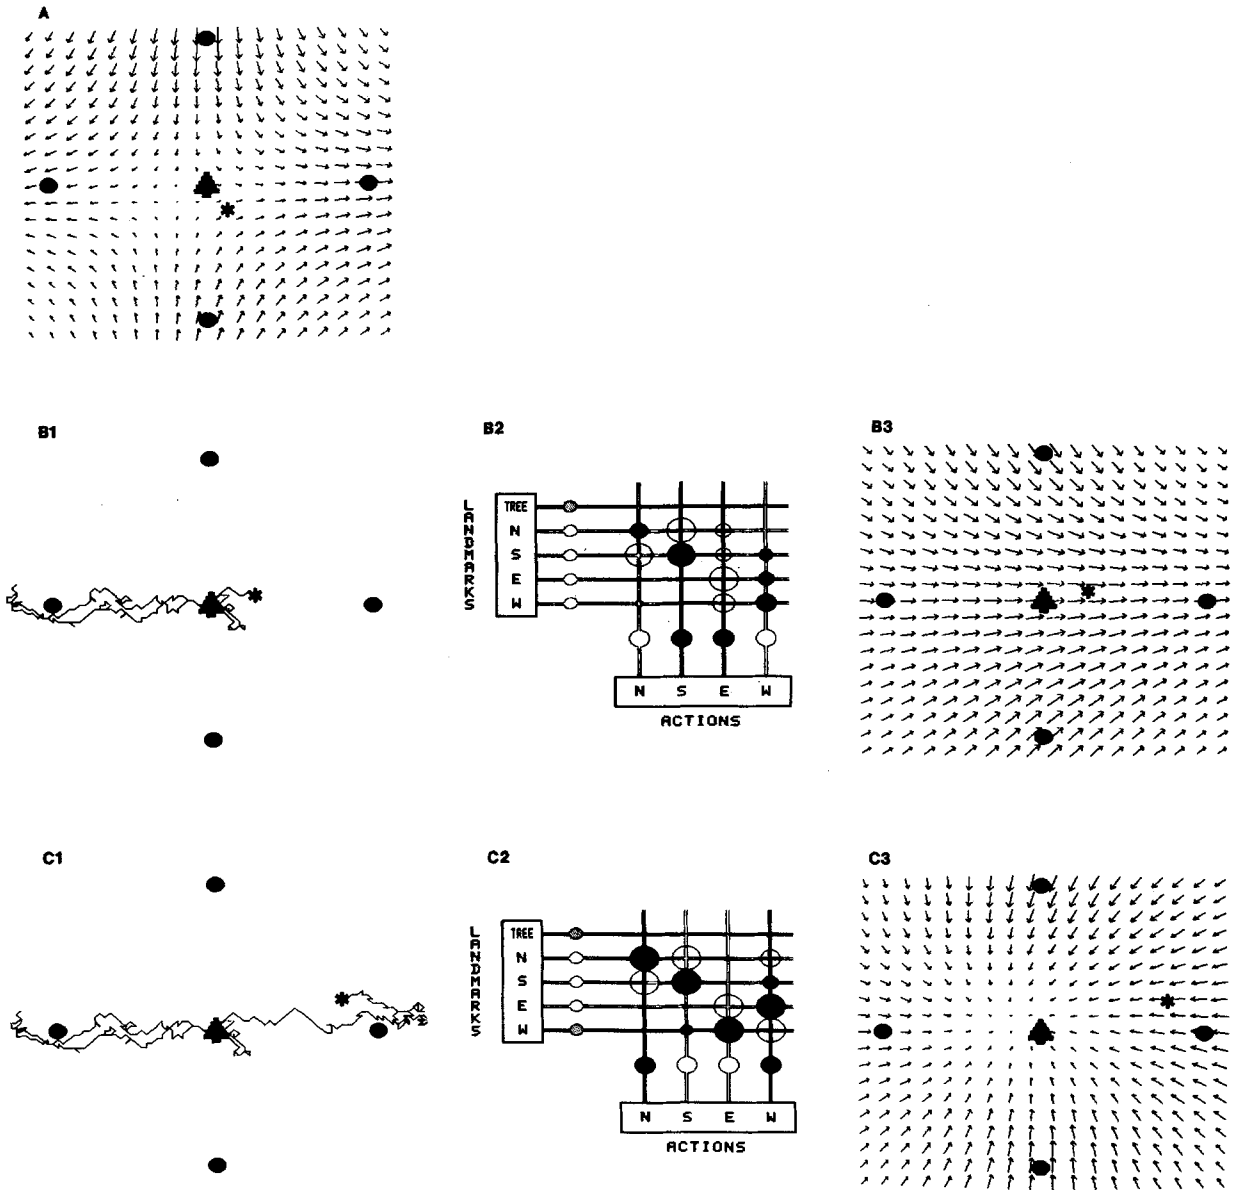 A
B1
B2
B3
LANDMARKS
TREE
N
S
E
W
N S E W
ACTIONS
C1
C2
C3
LANDMARKS
TREE
N
S
E
W
N S E W
ACTIONS